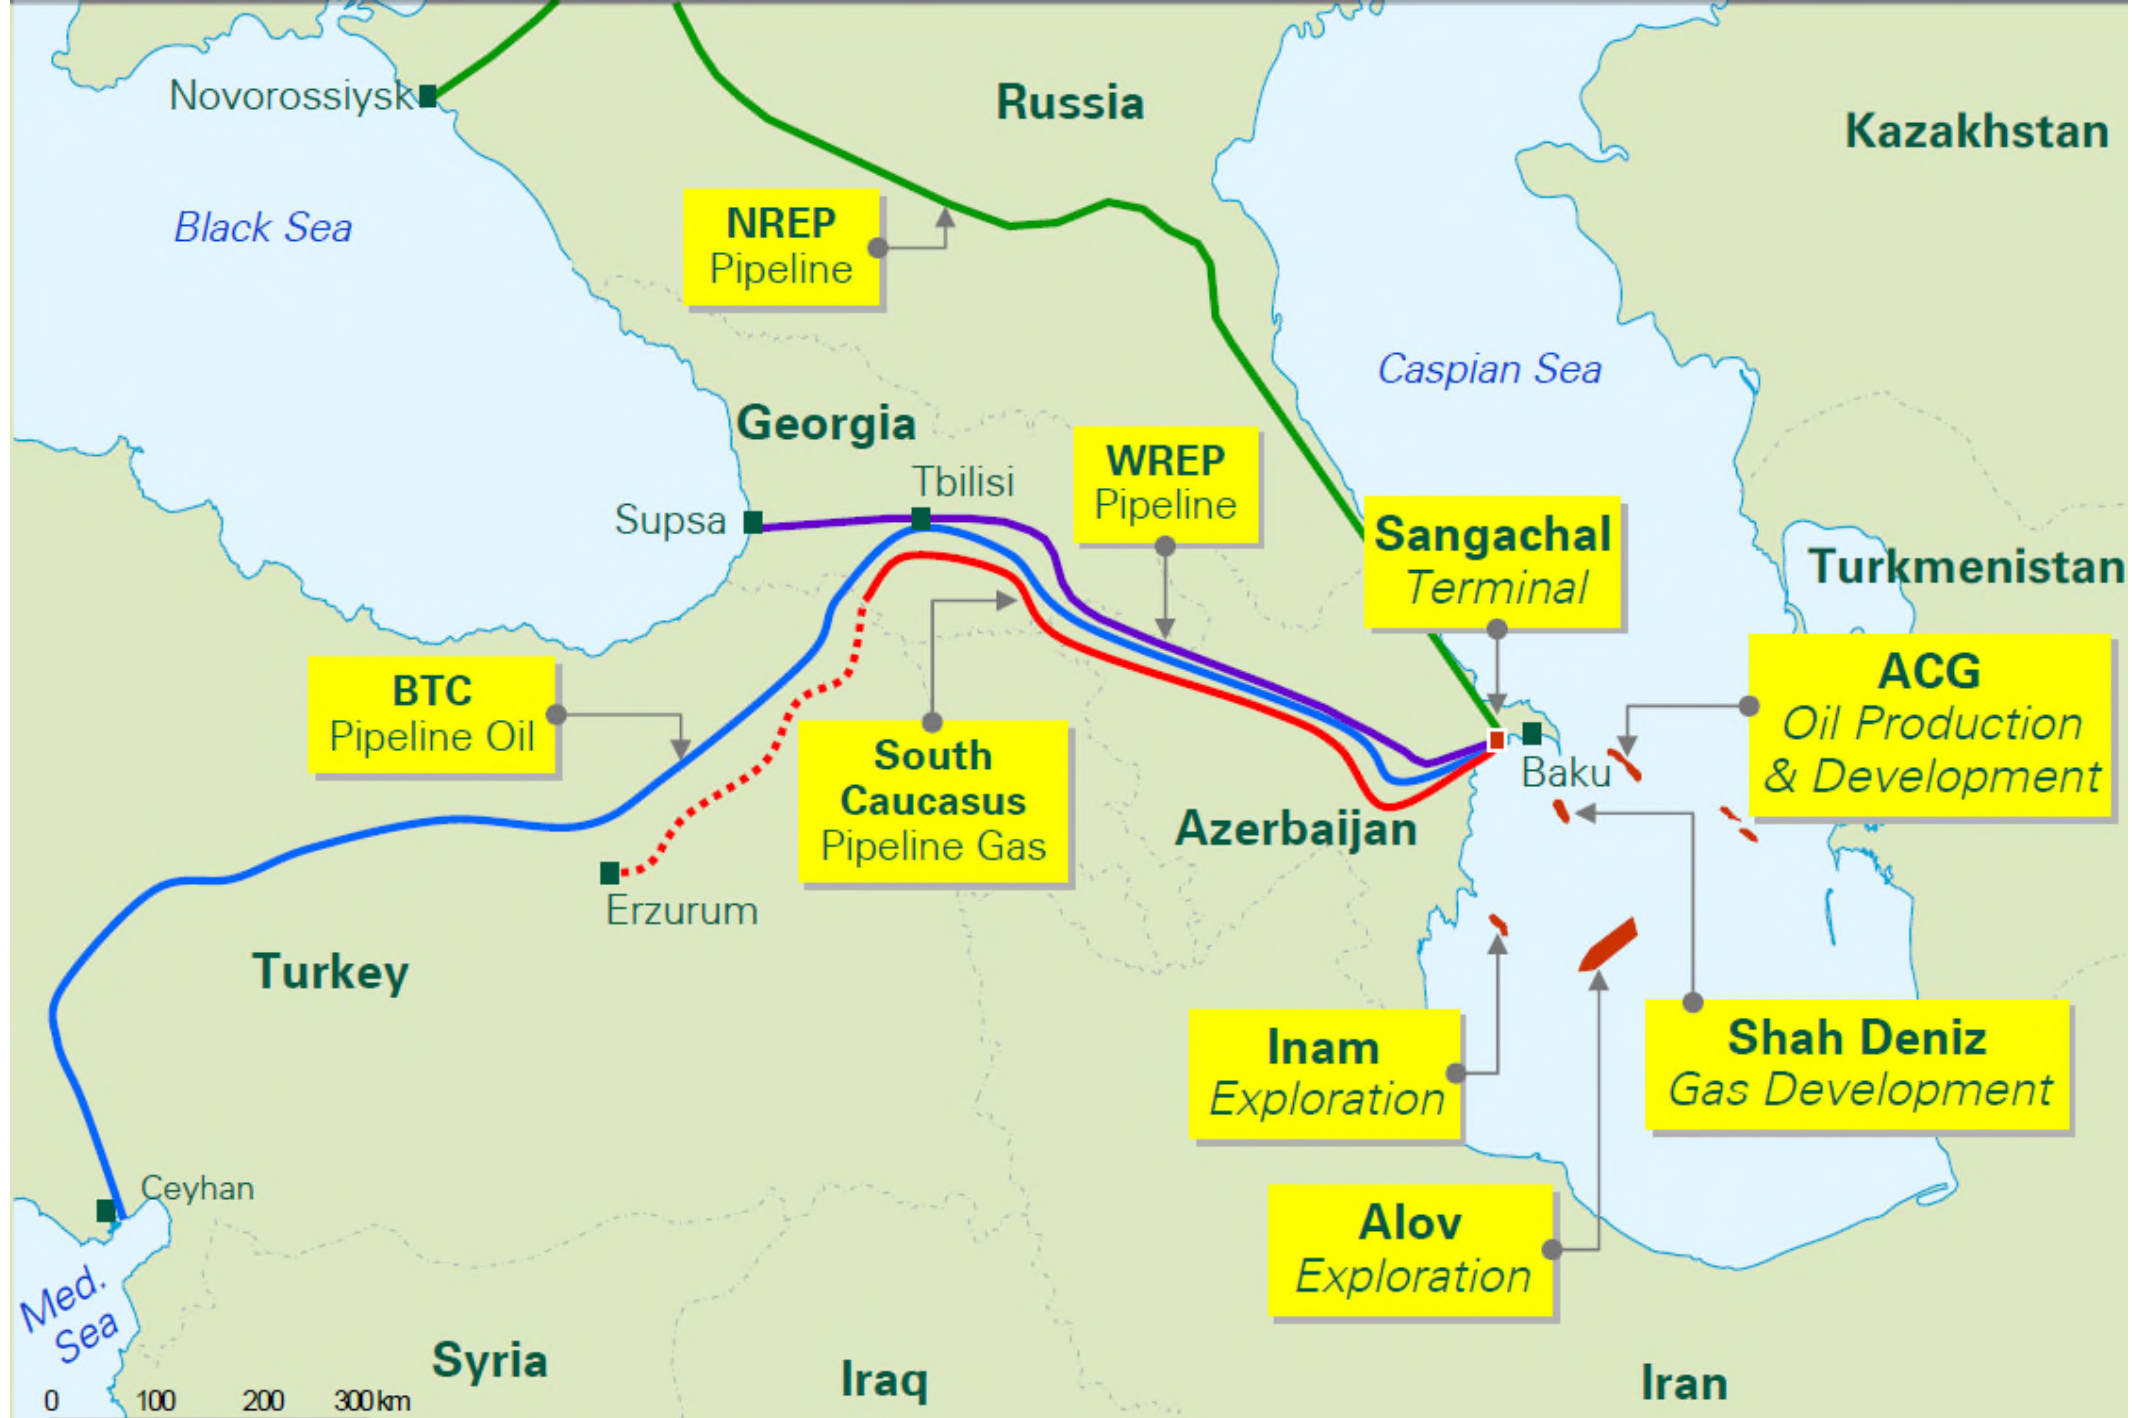 Novorossiysk
Russia
Kazakhstan
Black Sea
NREP
Pipeline
Caspian Sea
Georgia
Tbilisi
WREP
Pipeline
Supsa
Sangachal
Terminal
Turkmenistan
BTC
Pipeline Oil
ACG
Oil Production
& Development
South
Caucasus
Pipeline Gas
Baku
Azerbaijan
Erzurum
Turkey
Inam
Exploration
Shah Deniz
Gas Development
Ceyhan
Alov
Exploration
Med.
Sea
Syria
Iraq
Iran
0 100 200 300km